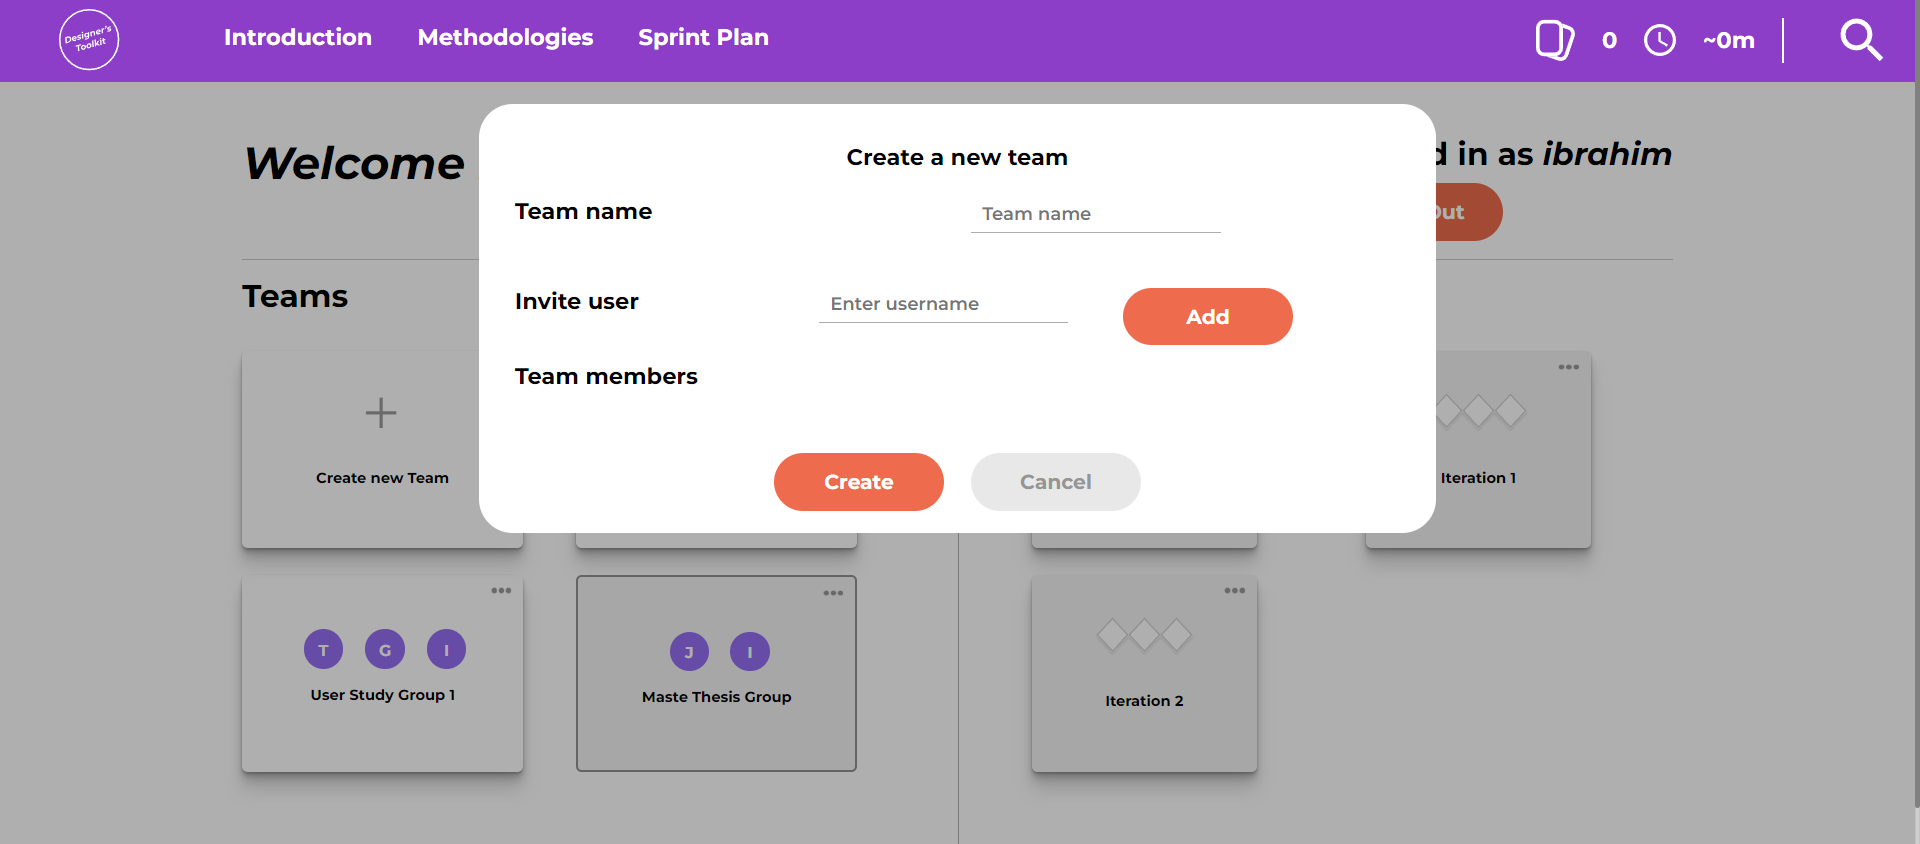 Designer's
Toolkit
Introduction
Methodologies
Sprint Plan
0
~0m
Welcome
d in as ibrahim
Out
Teams
Create a new team
Team name
Team name
Invite user
Enter username
Add
Team members
Create
Cancel
Create new Team
Iteration 1
T G I
User Study Group 1
J I
Maste Thesis Group
Iteration 2